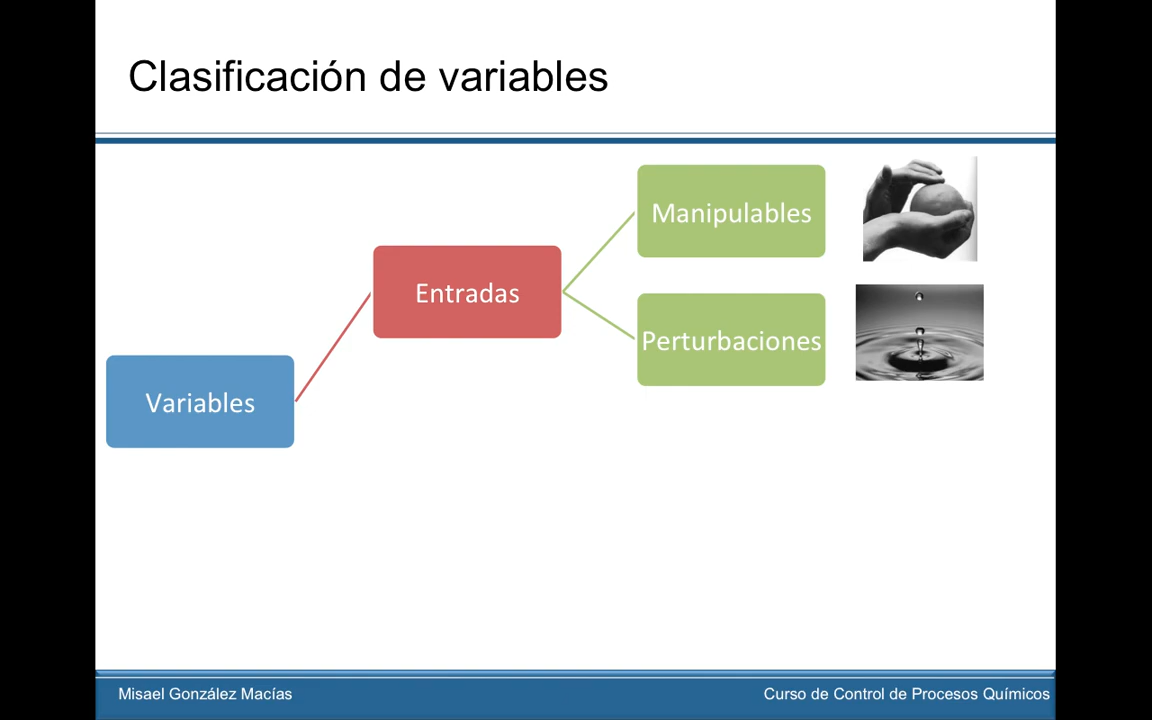 Clasificación de variables
Manipulables
Entradas
Perturbaciones
Variables
Misael González Macías
Curso de Control de Procesos Químicos